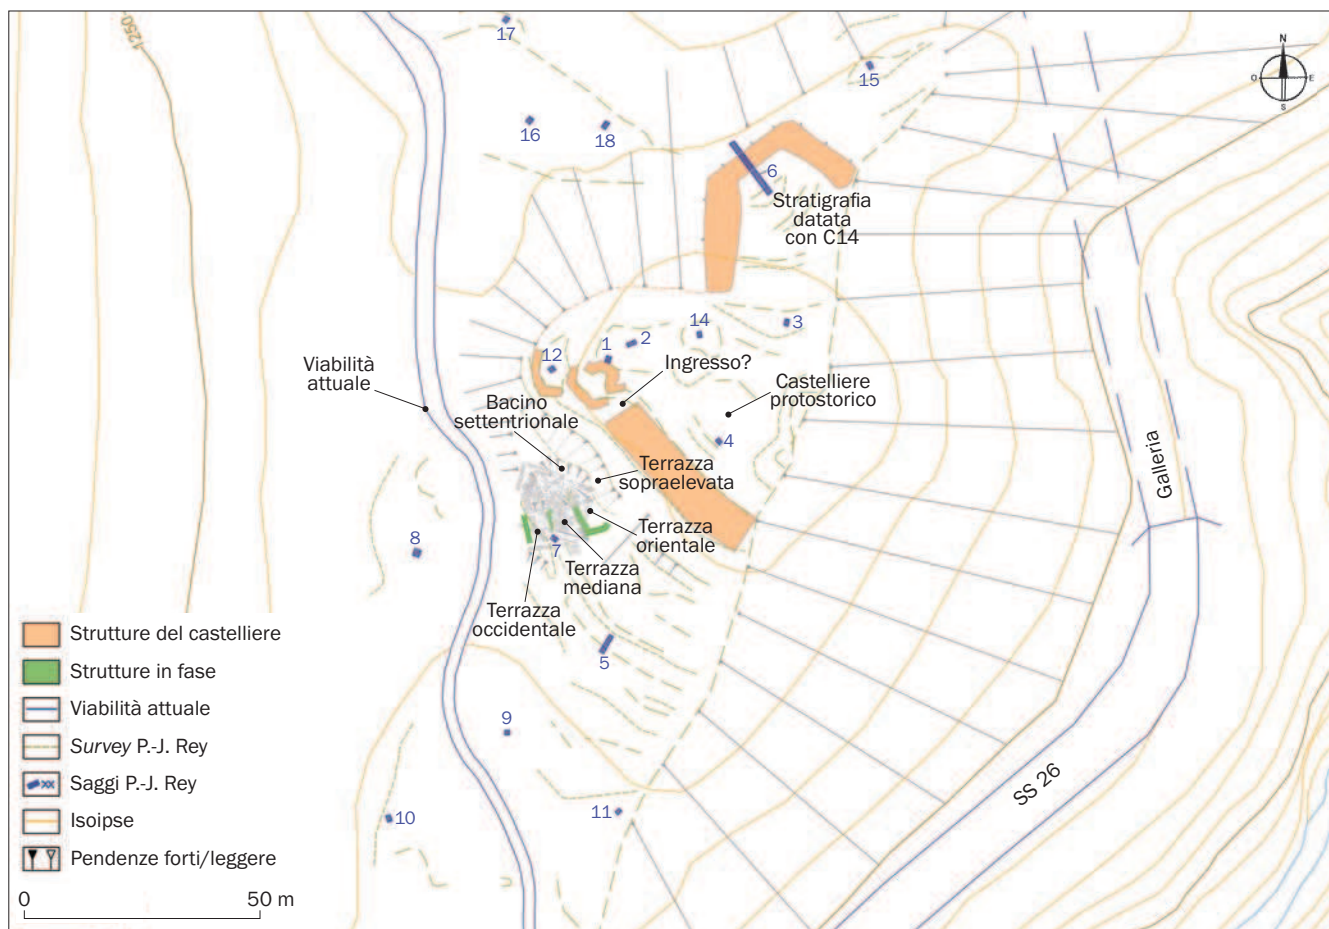 1250
17
15
N
O
E
S
16
18
6
Stratigrafia
datata
con C14
14
3
2
1
12
Ingresso?
Viabilità
attuale
Castelliere
protostorico
Bacino
settentrionale
4
Terrazza
sopraelevata
Galleria
Terrazza
orientale
8
7
Terrazza
mediana
Terrazza
occidentale
5
Strutture del castelliere
Strutture in fase
Viabilità attuale
Survey P.-J. Rey
Saggi P.-J. Rey
Isoipse
Pendenze forti/leggere
0 50 m
9
SS 26
10
11